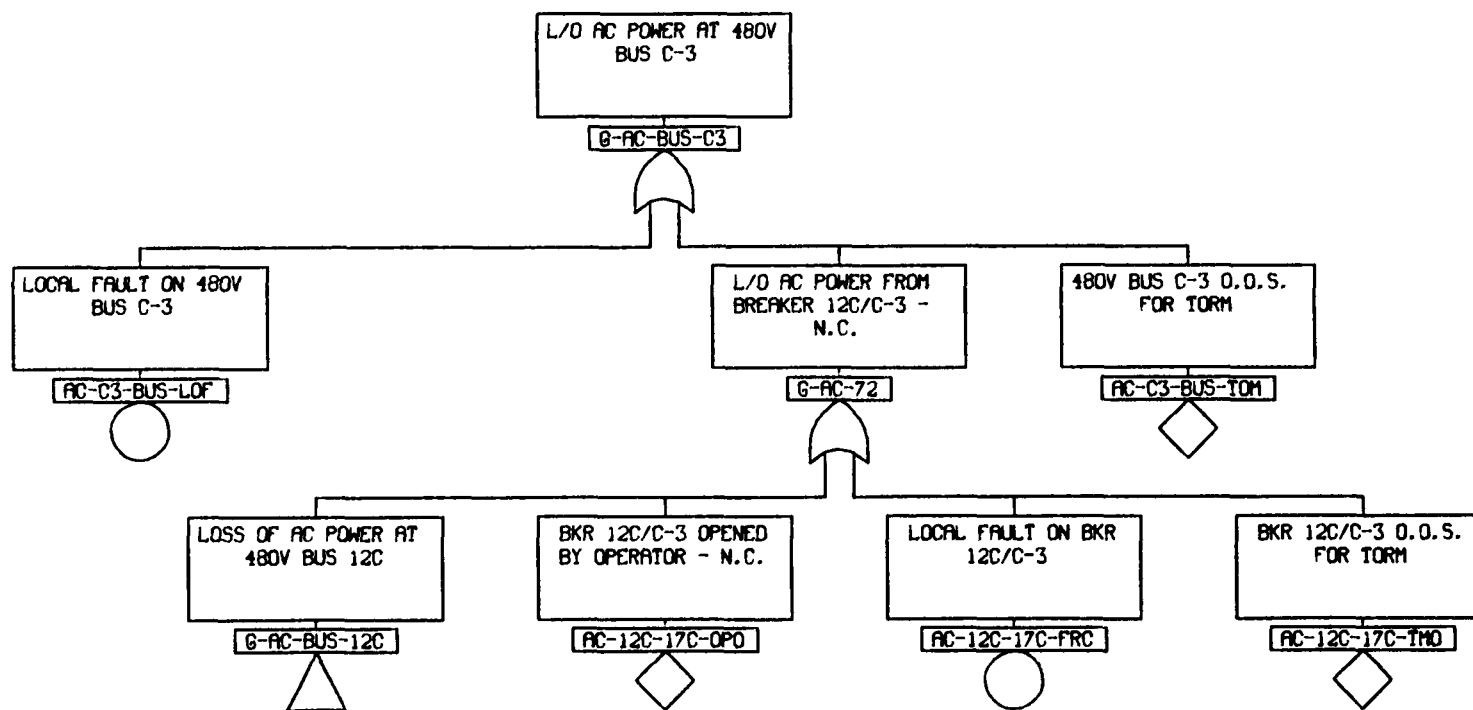 L/O AC POWER AT 480V
BUS C-3
G-AC-BUS-C3
LOCAL FAULT ON 480V
BUS C-3
AC-C3-BUS-LOF
L/O AC POWER FROM
BREAKER 12C/C-3 -
N.C.
G-AC-72
480V BUS C-3 O.O.S.
FOR TORM
AC-C3-BUS-TOM
LOSS OF AC POWER AT
480V BUS 12C
G-AC-BUS-12C
BKR 12C/C-3 OPENED
BY OPERATOR - N.C.
AC-12C-17C-OPO
LOCAL FAULT ON BKR
12C/C-3
AC-12C-17C-FRC
BKR 12C/C-3 O.O.S.
FOR TORM
AC-12C-17C-TMO